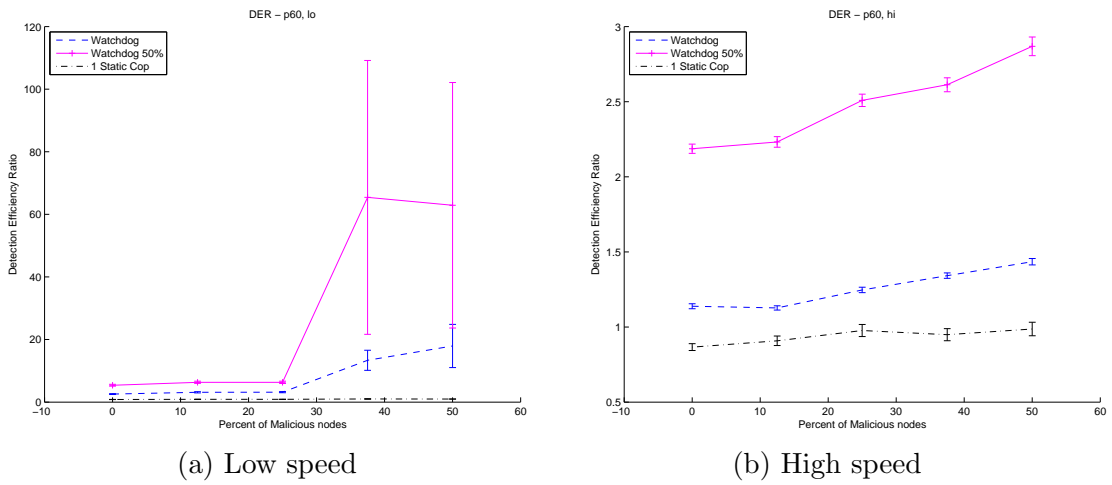 DER − p60, lo
120
100
80
60
40
20
0
Detection Efficiency Ratio
Watchdog
Watchdog 50%
1 Static Cop
−10 0 10 20 30 40 50 60
Percent of Malicious nodes
(a) Low speed
DER − p60, hi
3
2.5
2
1.5
1
0.5
Detection Efficiency Ratio
Watchdog
Watchdog 50%
1 Static Cop
−10 0 10 20 30 40 50 60
Percent of Malicious nodes
(b) High speed